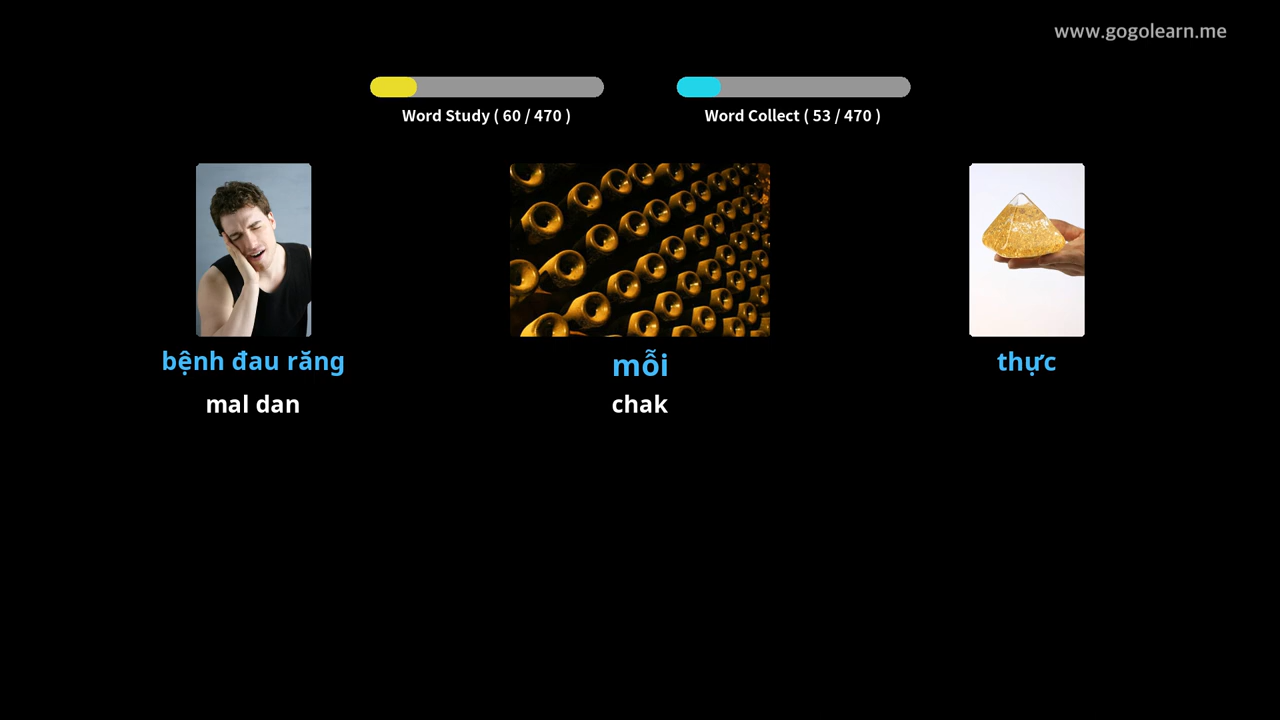 www.gogolearn.me
Word Study ( 60 / 470 )
Word Collect ( 53 / 470 )
bệnh đau răng
mỗi
thực
mal dan
chak